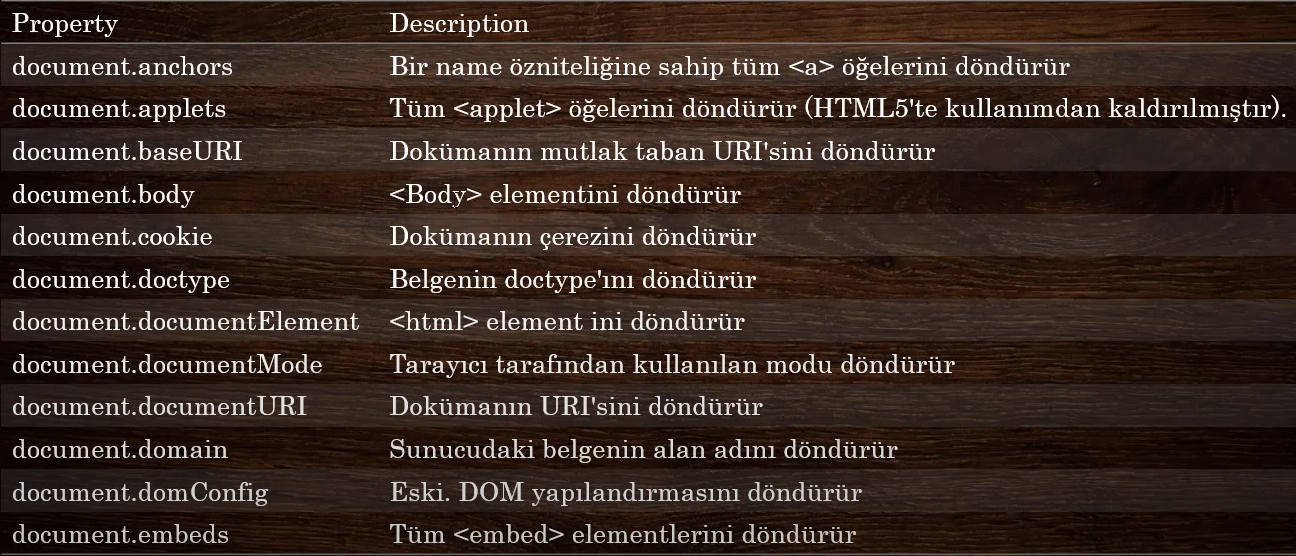 Property Description
document.anchors Bir name özniteliğine sahip tüm <a> öğelerini döndürür
document.applets Tüm <applet> öğelerini döndürür (HTML5'te kullanımdan kaldırılmıştır).
document.baseURI Dokümanın mutlak taban URI'sini döndürür
document.body <Body> elementini döndürür
document.cookie Dokümanın çerezini döndürür
document.doctype Belgenin doctype'ını döndürür
document.documentElement <html> element ini döndürür
document.documentMode Tarayıcı tarafından kullanılan modu döndürür
document.documentURI Dokümanın URI'sini döndürür
document.domain Sunucudaki belgenin alan adını döndürür
document.domConfig Eski. DOM yapılandırmasını döndürür
document.embeds Tüm <embed> elementlerini döndürür